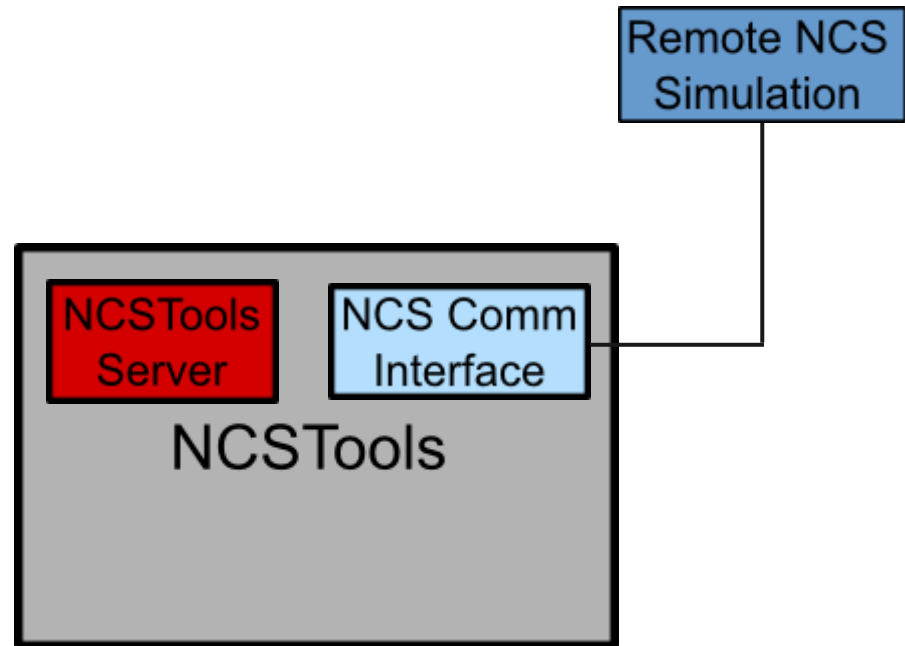 Remote NCS
Simulation
NCSTools
Server
NCS Comm
Interface
NCSTools